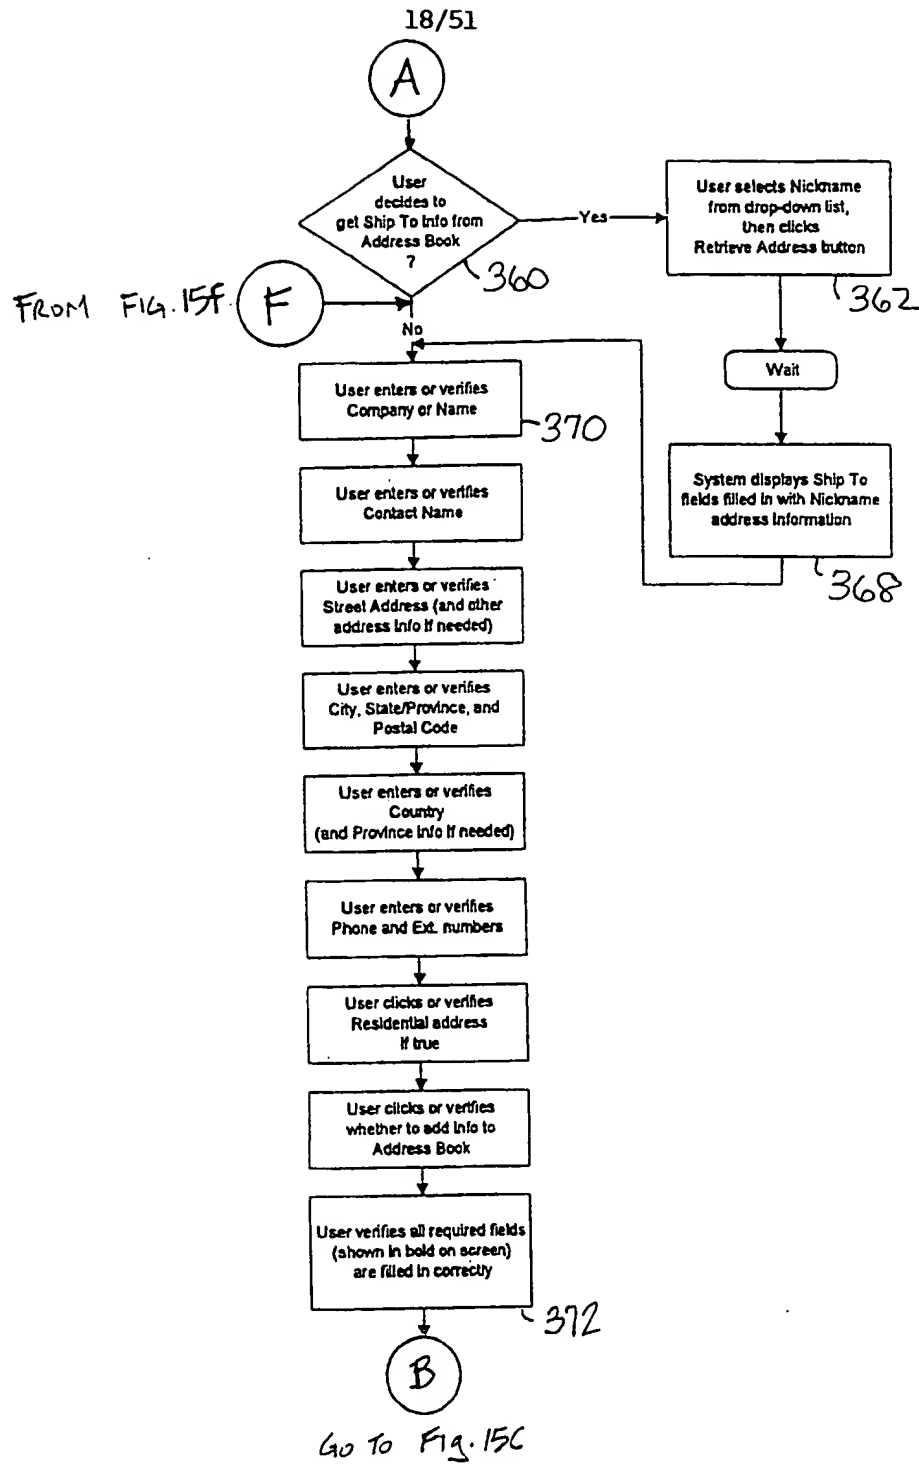 18/51
A
User
decides to
get Ship To Info from
Address Book
?
360
Yes
User selects Nickname
from drop-down list,
then clicks
Retrieve Address button
362
FROM FIG. 15f.
F
No
Wait
User enters or verifies
Company or Name
370
System displays Ship To
fields filled in with Nickname
address information
368
User enters or verifies
Contact Name
User enters or verifies
Street Address (and other
address info if needed)
User enters or verifies
City, State/Province, and
Postal Code
User enters or verifies
Country
(and Province info if needed)
User enters or verifies
Phone and Ext. numbers
User clicks or verifies
Residential address
if true
User clicks or verifies
whether to add info to
Address Book
User verifies all required fields
(shown in bold on screen)
are filled in correctly
372
B
GO TO Fig. 15C